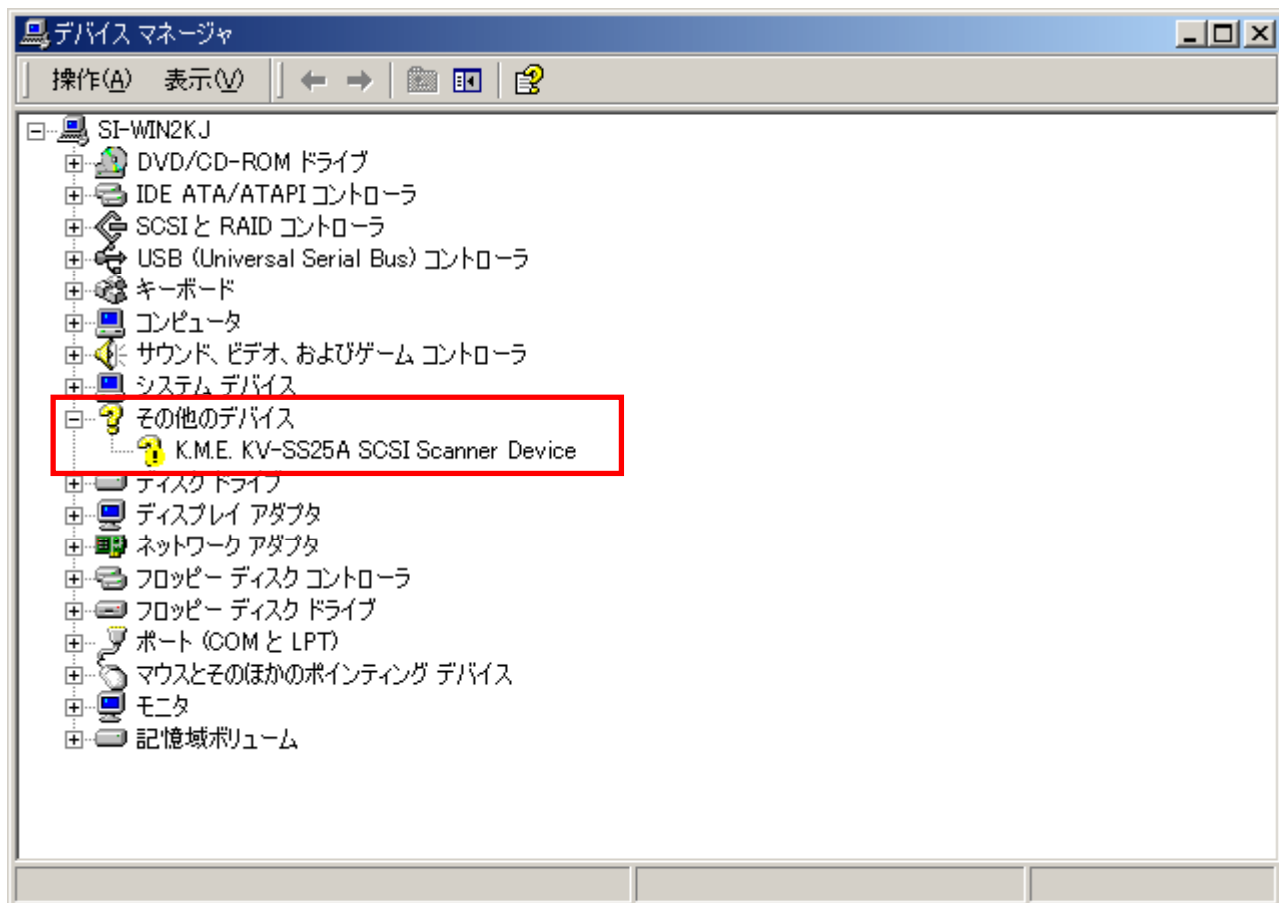 デバイス マネージャ
操作(A) 表示(V)
SI-WIN2KJ
DVD/CD-ROM ドライブ
IDE ATA/ATAPI コントローラ
SCSI と RAID コントローラ
USB (Universal Serial Bus) コントローラ
キーボード
コンピュータ
サウンド、ビデオ、およびゲーム コントローラ
システム デバイス
その他のデバイス
K.M.E. KV-SS25A SCSI Scanner Device
ディスク ドライブ
ディスプレイ アダプタ
ネットワーク アダプタ
フロッピー ディスク コントローラ
フロッピー ディスク ドライブ
ポート (COM と LPT)
マウスとそのほかのポインティング デバイス
モニタ
記憶域ボリューム